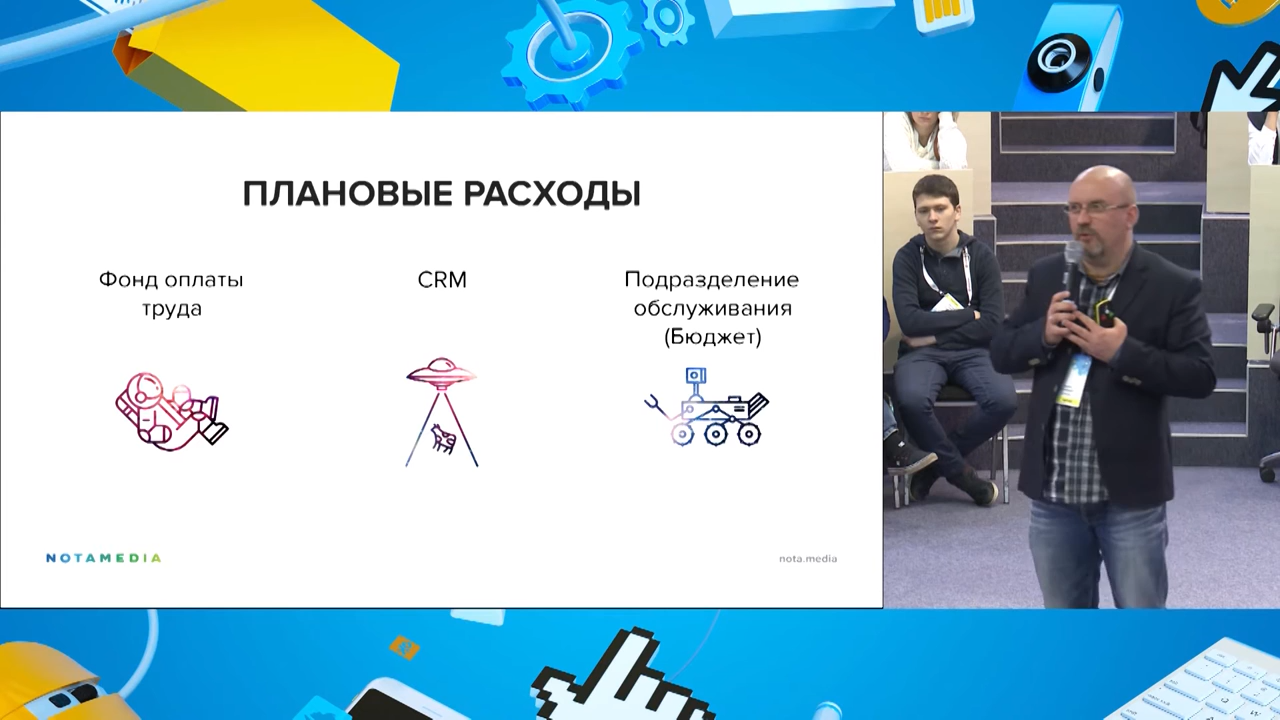 ПЛАНОВЫЕ РАСХОДЫ
Фонд оплаты
труда
CRM
Подразделение
обслуживания
(Бюджет)
NOTAMEDIA
nota.media